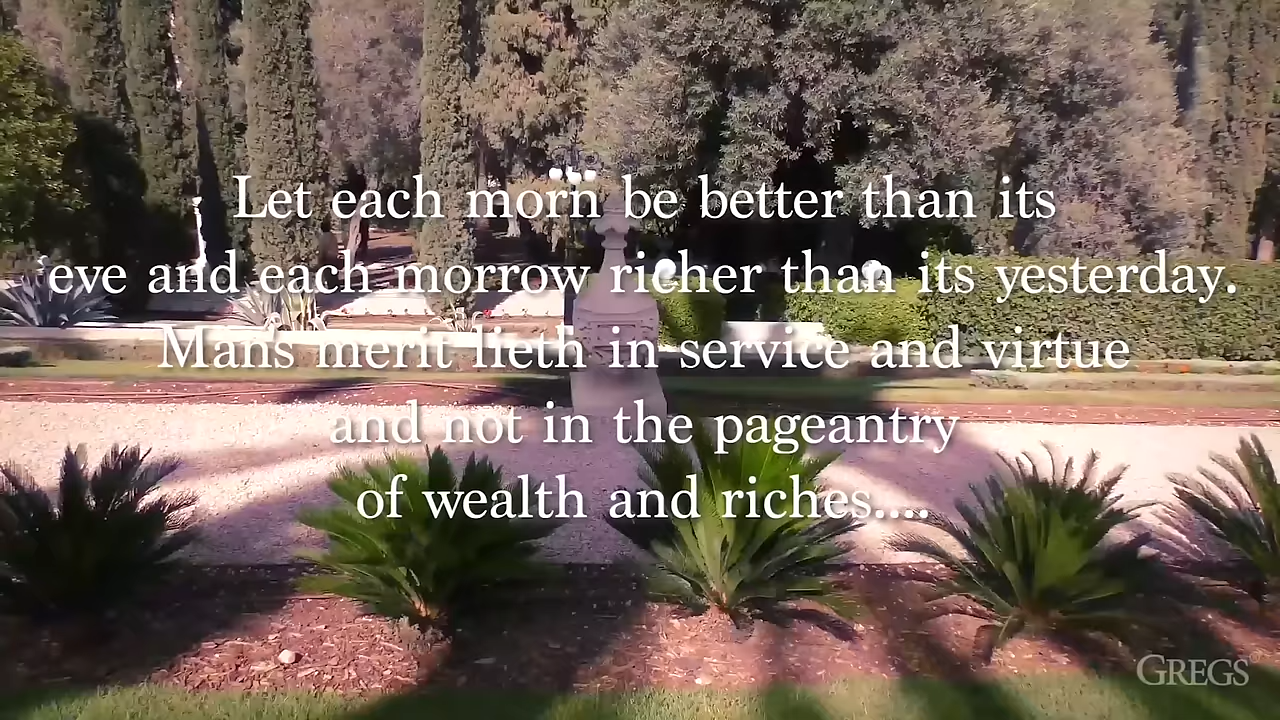 Let each morn be better than its
eve and each morrow richer than its yesterday.
Mans merit lieth in service and virtue
and not in the pageantry
of wealth and riches....
GREGS